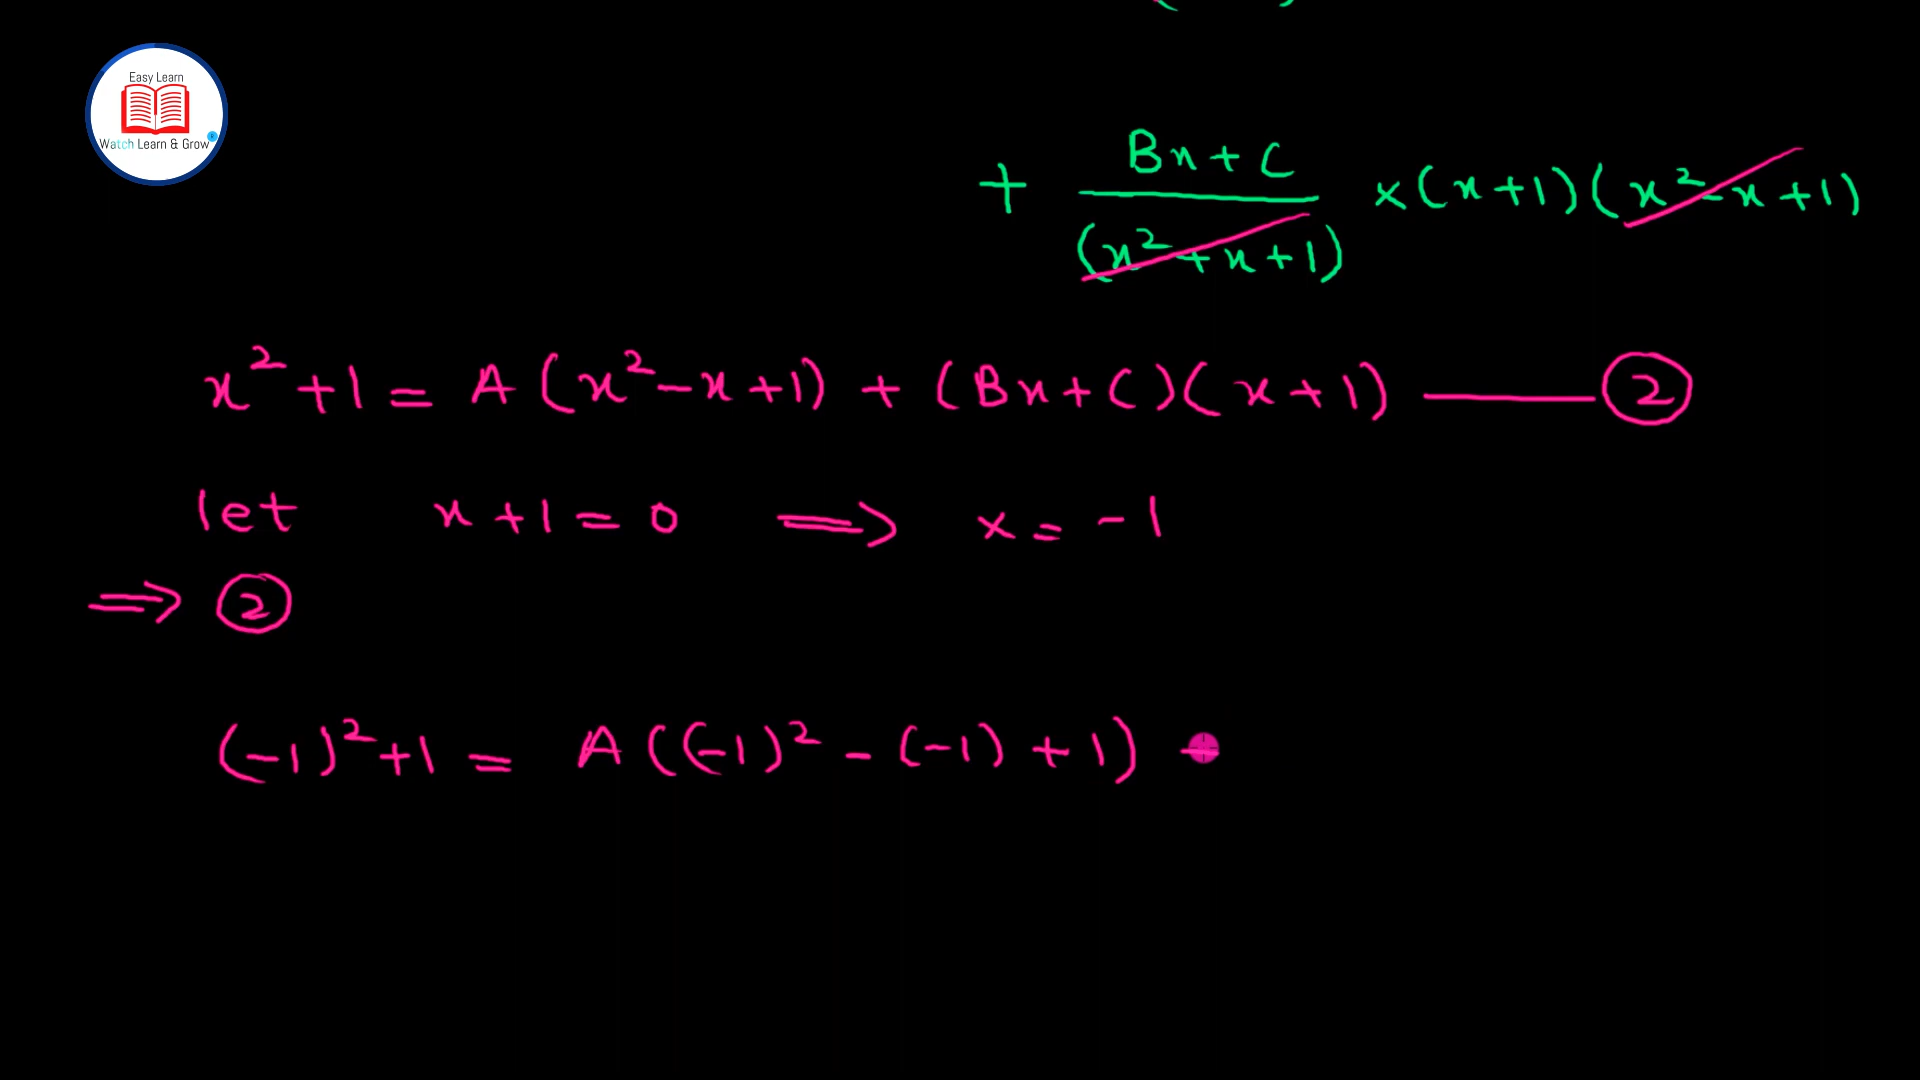 Easy Learn
Watch Learn & Grow
+ Bx+C / (x²+x+1) ×(x+1)(x²-x+1)
x²+1 = A(x²-x+1) + (Bx+C)(x+1) —— ②
let x+1=0 ⟹ x=-1
⟹ ②
(-1)²+1 = A((-1)²-(-1)+1)